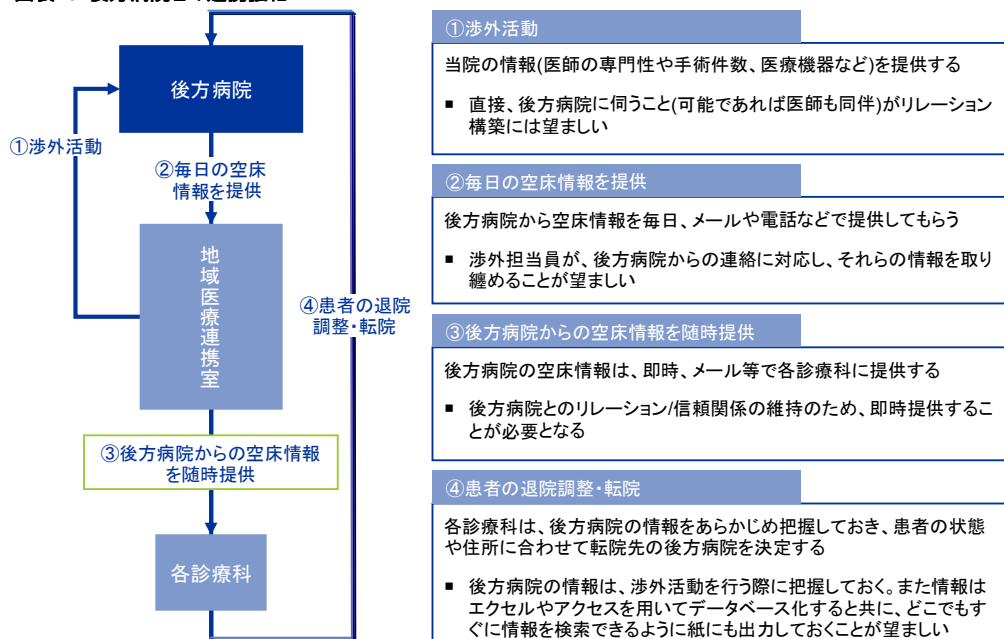 後方病院
①渉外活動
②毎日の空床
情報を提供
地域医療連携室
④患者の退院
調整・転院
③後方病院からの空床情報
を随時提供
各診療科
①渉外活動
当院の情報(医師の専門性や手術件数、医療機器など)を提供する
■ 直接、後方病院に伺うこと(可能であれば医師も同伴)がリレーション
構築には望ましい
②毎日の空床情報を提供
後方病院から空床情報を毎日、メールや電話などで提供してもらう
■ 渉外担当員が、後方病院からの連絡に対応し、それらの情報を取り
纏めることが望ましい
③後方病院からの空床情報を随時提供
後方病院の空床情報は、即時、メール等で各診療科に提供する
■ 後方病院とのリレーション/信頼関係の維持のため、即時提供するこ
とが必要となる
④患者の退院調整・転院
各診療科は、後方病院の情報をあらかじめ把握しておき、患者の状態
や住所に合わせて転院先の後方病院を決定する
■ 後方病院の情報は、渉外活動を行う際に把握しておく。また情報は
エクセルやアクセスを用いてデータベース化すると共に、どこでもす
ぐに情報を検索できるように紙にも出力しておくことが望ましい